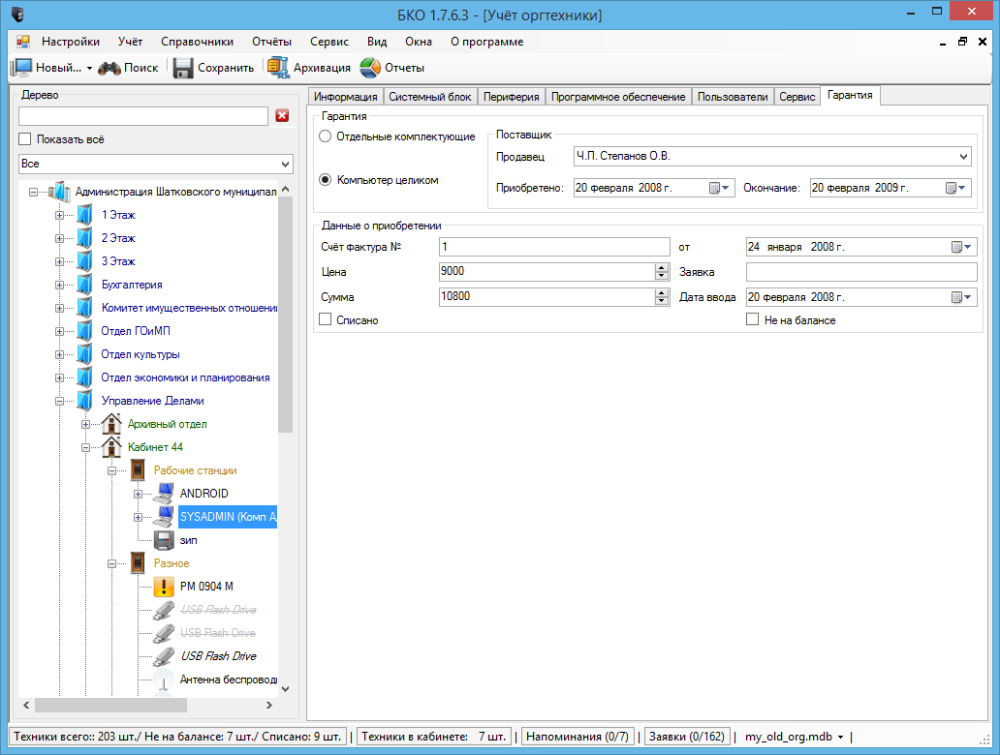 БКО 1.7.6.3 - [Учёт оргтехники]
Настройки Учёт Справочники Отчёты Сервис Вид Окна О программе
Новый... Поиск Сохранить Архивация Отчеты
Дерево
Показать всё
Все
Администрация Шатковского муниципал
1 Этаж
2 Этаж
3 Этаж
Бухгалтерия
Комитет имущественных отношени
Отдел ГОиМП
Отдел культуры
Отдел экономики и планирования
Управление Делами
Архивный отдел
Кабинет 44
Рабочие станции
ANDROID
SYSADMIN (Комп А
зип
Разное
PM 0904 M
USB Flash Drive
USB Flash Drive
USB Flash Drive
Антенна беспровод
Информация Системный блок Периферия Программное обеспечение Пользователи Сервис Гарантия
Гарантия
Отдельные комплектующие
Компьютер целиком
Поставщик
Продавец Ч.П. Степанов О.В.
Приобретено: 20 февраля 2008 г. Окончание: 20 февраля 2009 г.
Данные о приобретении
Счёт фактура № 1 от 24 января 2008 г.
Цена 9000 Заявка
Сумма 10800 Дата ввода 20 февраля 2008 г.
Списано Не на балансе
Техники всего:: 203 шт./ Не на балансе: 7 шт./ Списано: 9 шт. | Техники в кабинете: 7 шт. | Напоминания (0/7) | Заявки (0/162) | my_old_org.mdb |